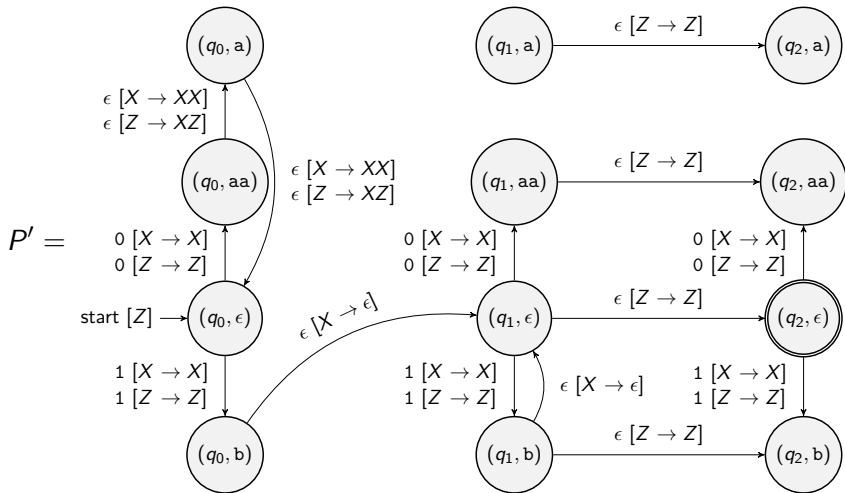 (q₀, a)
(q₁, a)
ϵ [Z → Z]
(q₂, a)
ϵ [X → XX]
ϵ [Z → XZ]
ϵ [X → XX]
ϵ [Z → XZ]
(q₀, aa)
(q₁, aa)
ϵ [Z → Z]
(q₂, aa)
P′ =
0 [X → X]
0 [Z → Z]
0 [X → X]
0 [Z → Z]
0 [X → X]
0 [Z → Z]
start [Z]
(q₀, ϵ)
ϵ [X → ϵ]
(q₁, ϵ)
ϵ [Z → Z]
(q₂, ϵ)
1 [X → X]
1 [Z → Z]
1 [X → X]
1 [Z → Z]
ϵ [X → ϵ]
1 [X → X]
1 [Z → Z]
(q₀, b)
(q₁, b)
ϵ [Z → Z]
(q₂, b)